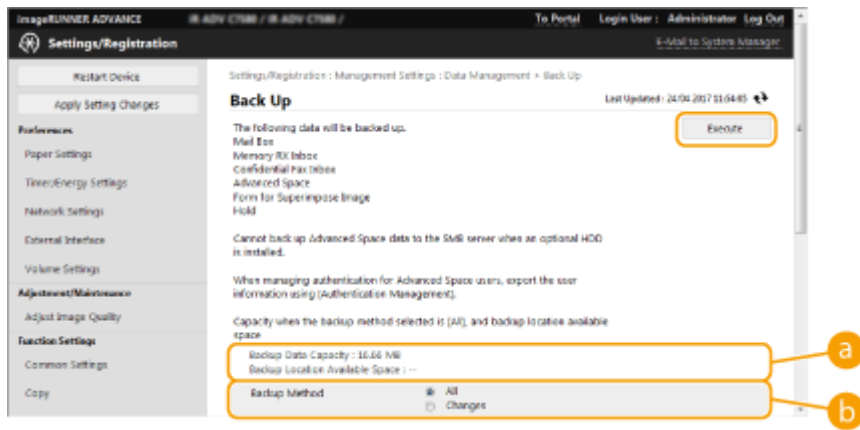 imageRUNNER ADVANCE iR-ADV C7580 / iR-ADV C7580 / To Portal Login User : Administrator Log Out
Settings/Registration E-Mail to System Manager
Restart Device
Apply Setting Changes
Preferences
Paper Settings
Timer/Energy Settings
Network Settings
External Interface
Volume Settings
Adjustment/Maintenance
Adjust Image Quality
Function Settings
Common Settings
Copy
Settings/Registration : Management Settings : Data Management > Back Up
Back Up Last Updated : 24/04 2017 11:54:05
Execute
The following data will be backed up.
Mail Box
Memory RX Inbox
Confidential Fax Inbox
Advanced Space
Form for Superimpose Image
Hold
Cannot back up Advanced Space data to the SMB server when an optional HDD
is installed.
When managing authentication for Advanced Space users, export the user
information using [Authentication Management].
Capacity when the backup method selected is [All], and backup location available
space
Backup Data Capacity : 16.66 MB
Backup Location Available Space : --
a
Backup Method All
Changes
b